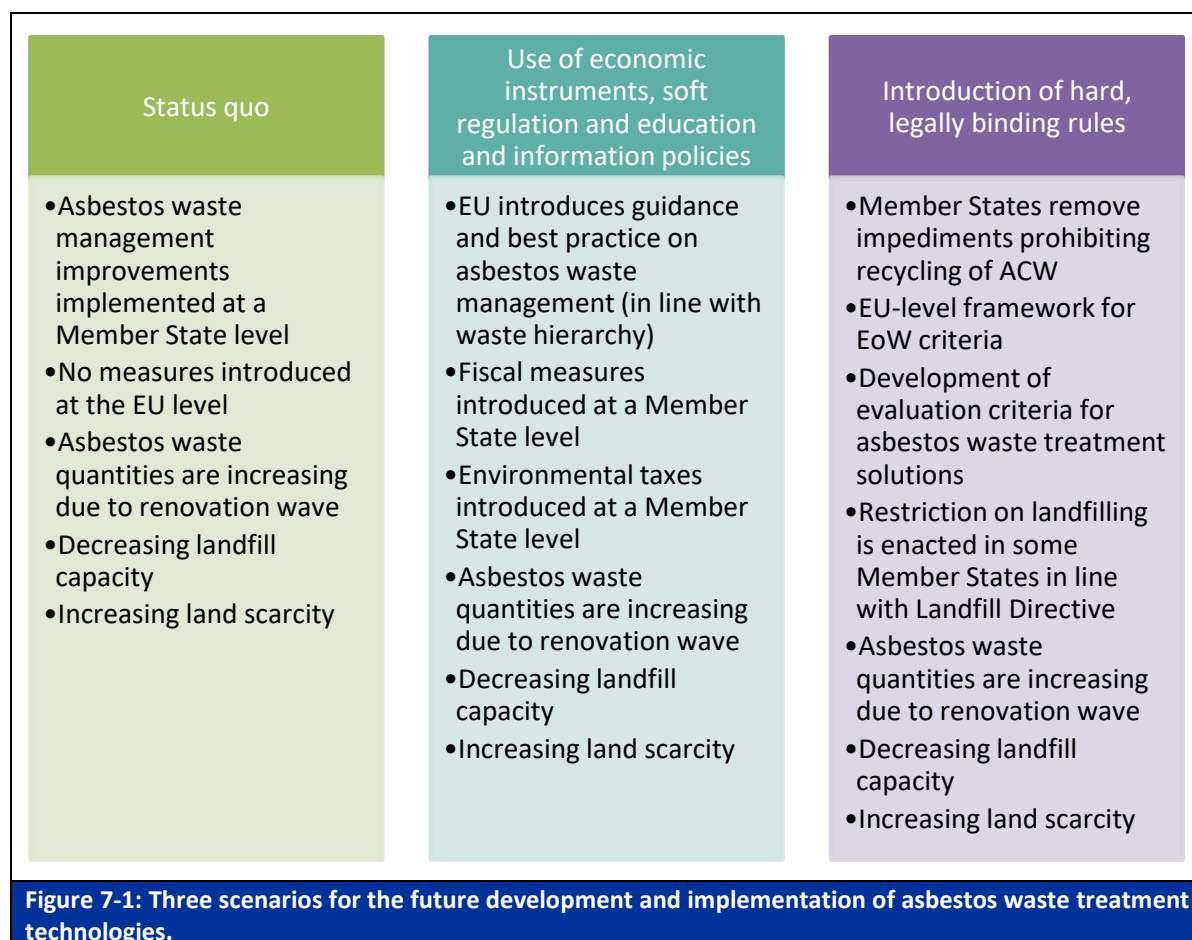 Status quo
•Asbestos waste
management
improvements
implemented at a
Member State level
•No measures introduced
at the EU level
•Asbestos waste
quantities are increasing
due to renovation wave
•Decreasing landfill
capacity
•Increasing land scarcity
Use of economic
instruments, soft
regulation and education
and information policies
•EU introduces guidance
and best practice on
asbestos waste
management (in line with
waste hierarchy)
•Fiscal measures
introduced at a Member
State level
•Environmental taxes
introduced at a Member
State level
•Asbestos waste
quantities are increasing
due to renovation wave
•Decreasing landfill
capacity
•Increasing land scarcity
Introduction of hard,
legally binding rules
•Member States remove
impediments prohibiting
recycling of ACW
•EU-level framework for
EoW criteria
•Development of
evaluation criteria for
asbestos waste treatment
solutions
•Restriction on landfilling
is enacted in some
Member States in line
with Landfill Directive
•Asbestos waste
quantities are increasing
due to renovation wave
•Decreasing landfill
capacity
•Increasing land scarcity
Figure 7-1: Three scenarios for the future development and implementation of asbestos waste treatment
technologies.